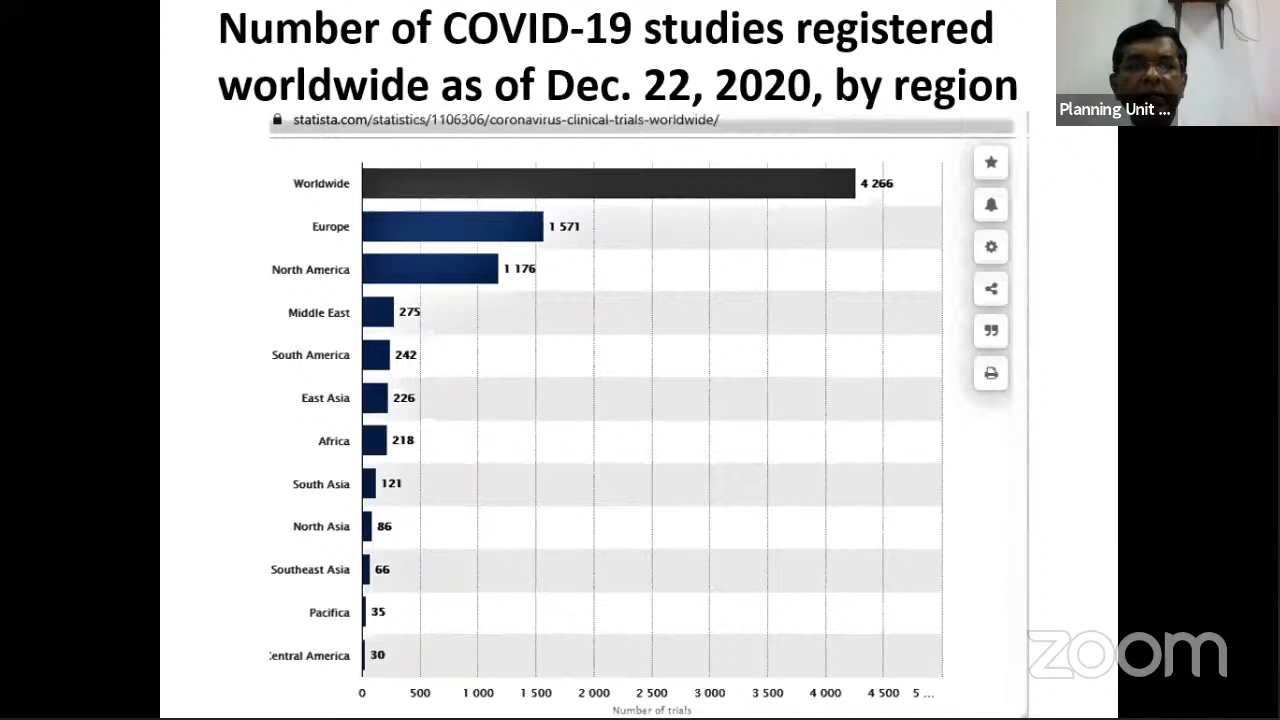 Number of COVID-19 studies registered
worldwide as of Dec. 22, 2020, by region
Planning Unit ...
statista.com/statistics/1106306/coronavirus-clinical-trials-worldwide/
Worldwide 4 266
Europe 1 571
North America 1 176
Middle East 275
South America 242
East Asia 226
Africa 218
South Asia 121
North Asia 86
Southeast Asia 66
Pacifica 35
entral America 30
0 500 1 000 1 500 2 000 2 500 3 000 3 500 4 000 4 500 5 ...
Number of trials
zoom